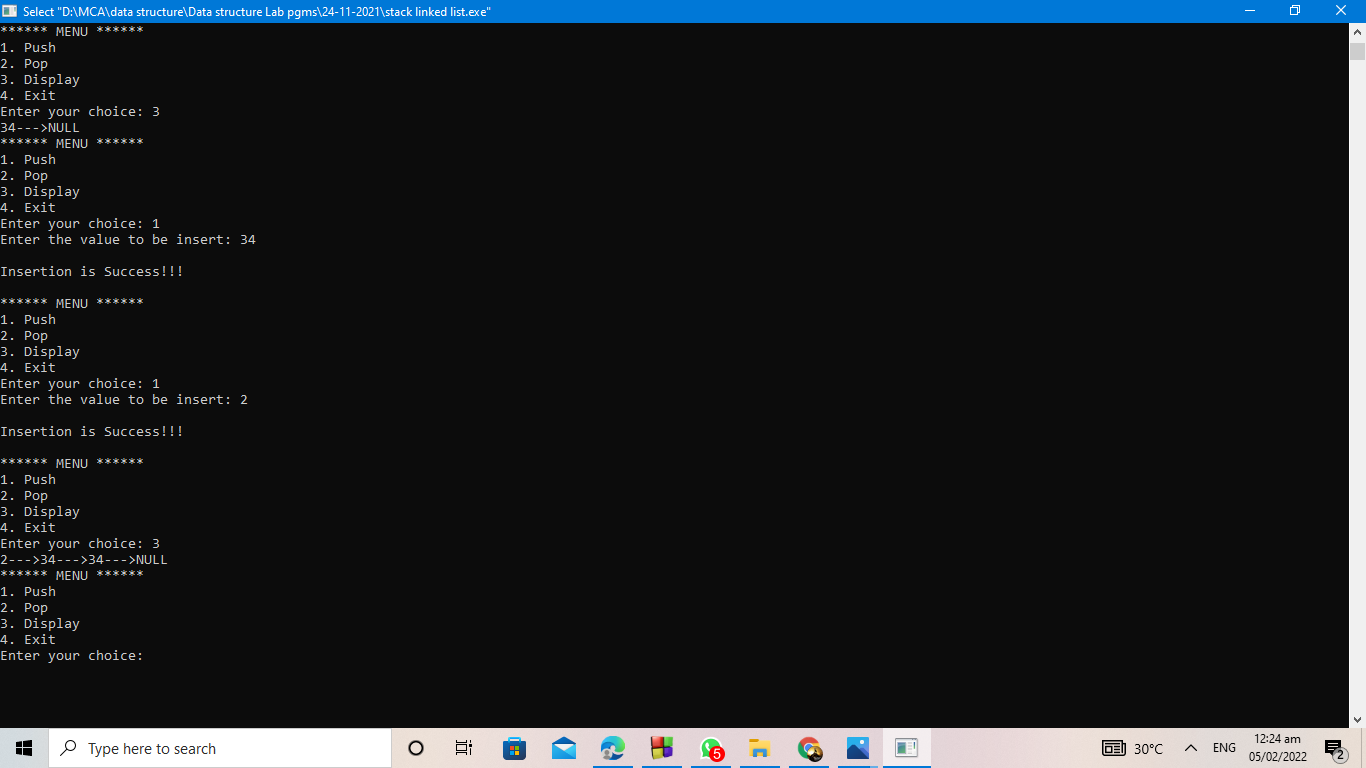 Select "D:\MCA\data structure\Data structure Lab pgms\24-11-2021\stack linked list.exe"
****** MENU ******
1. Push
2. Pop
3. Display
4. Exit
Enter your choice: 3
34--->NULL
****** MENU ******
1. Push
2. Pop
3. Display
4. Exit
Enter your choice: 1
Enter the value to be insert: 34
Insertion is Success!!!
****** MENU ******
1. Push
2. Pop
3. Display
4. Exit
Enter your choice: 1
Enter the value to be insert: 2
Insertion is Success!!!
****** MENU ******
1. Push
2. Pop
3. Display
4. Exit
Enter your choice: 3
2--->34--->34--->NULL
****** MENU ******
1. Push
2. Pop
3. Display
4. Exit
Enter your choice:
Type here to search
5
30°C
ENG
12:24 am
05/02/2022
2